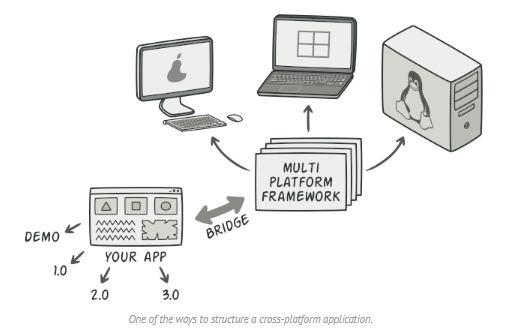 MULTI
PLATFORM
FRAMEWORK
BRIDGE
DEMO
YOUR APP
1.0
2.0
3.0
One of the ways to structure a cross-platform application.